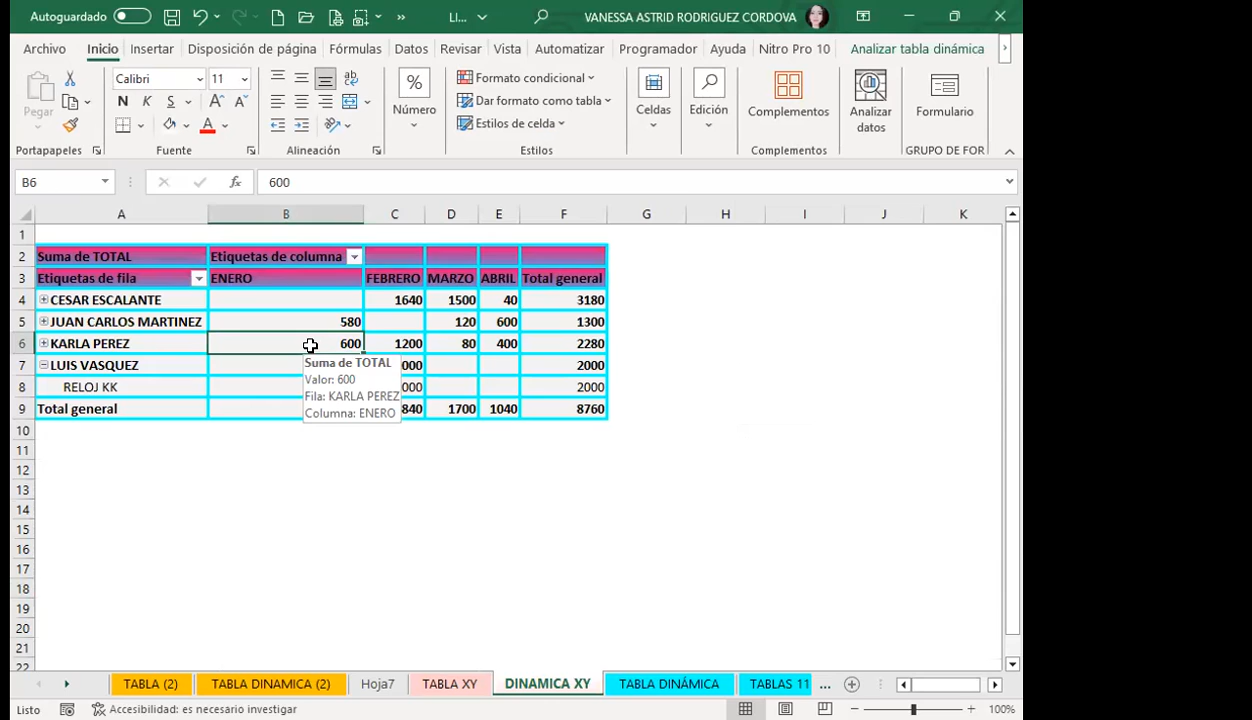 Autoguardado LI... VANESSA ASTRID RODRIGUEZ CORDOVA
Archivo Inicio Insertar Disposición de página Fórmulas Datos Revisar Vista Automatizar Programador Ayuda Nitro Pro 10 Analizar tabla dinámica
Pegar Calibri 11 N K S A A A % Número Formato condicional Dar formato como tabla Estilos de celda Celdas Edición Complementos Analizar datos Formulario
Portapapeles Fuente Alineación Estilos Complementos GRUPO DE FOR
B6 fx 600
A B C D E F G H I J K
1
2 Suma de TOTAL Etiquetas de columna
3 Etiquetas de fila ENERO FEBRERO MARZO ABRIL Total general
4 CESAR ESCALANTE 1640 1500 40 3180
5 JUAN CARLOS MARTINEZ 580 120 600 1300
6 KARLA PEREZ 600 1200 80 400 2280
7 LUIS VASQUEZ 000 2000
8 RELOJ KK 000 2000
9 Total general 840 1700 1040 8760
Suma de TOTAL
Valor: 600
Fila: KARLA PEREZ
Columna: ENERO
10
11
12
13
14
15
16
17
18
19
20
21
22
TABLA (2) TABLA DINAMICA (2) Hoja7 TABLA XY DINAMICA XY TABLA DINÁMICA TABLAS 11 ...
Listo Accesibilidad: es necesario investigar 100%